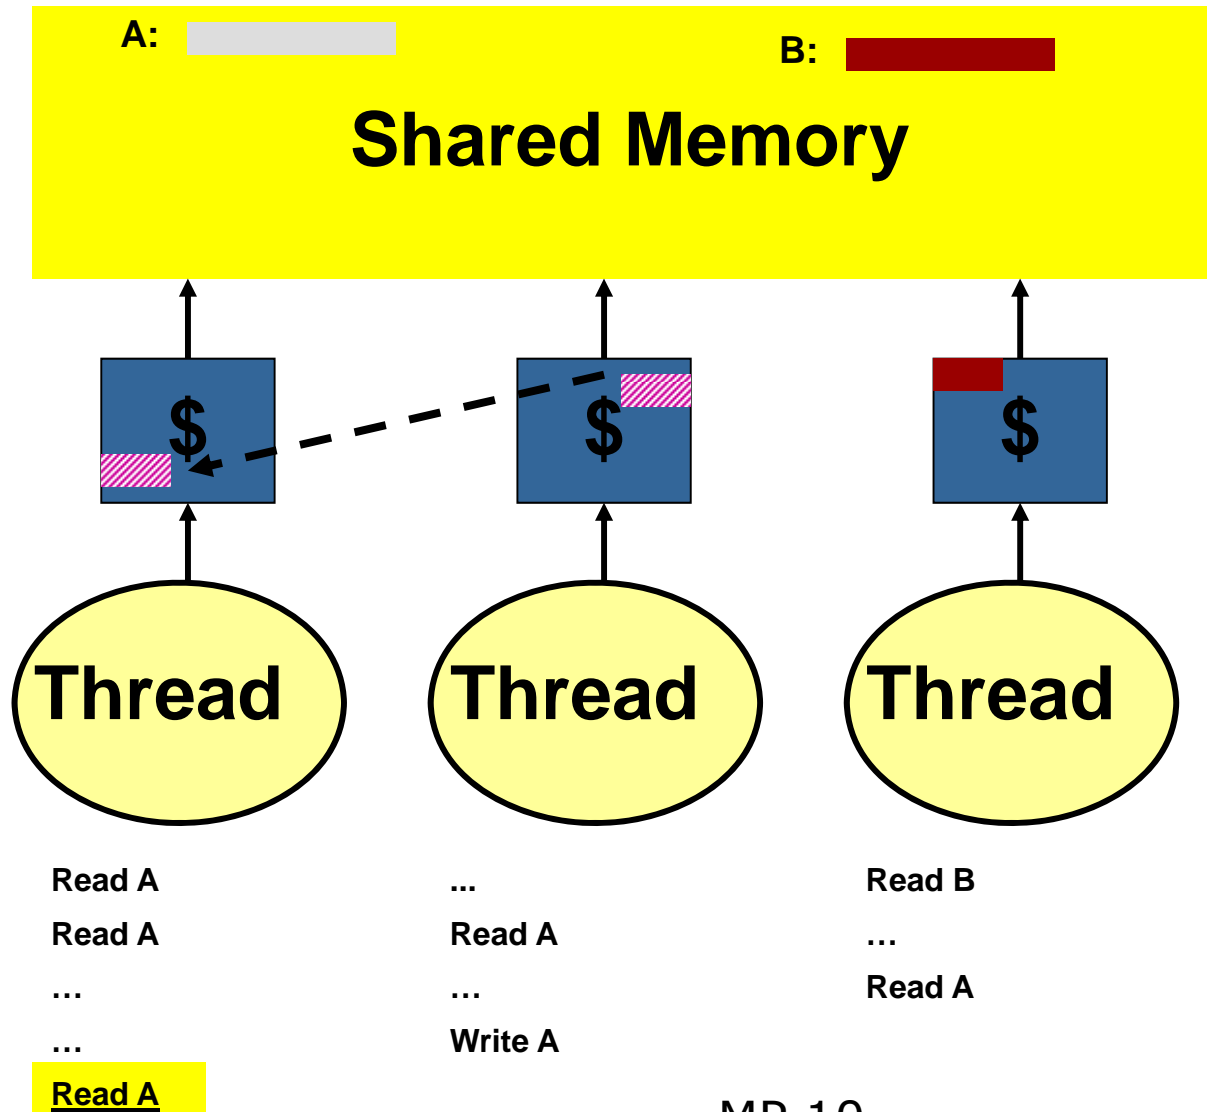 A:
B:
Shared Memory
$ $ $
Thread Thread Thread
Read A ... Read B
Read A Read A …
… … Read A
… Write A
Read A